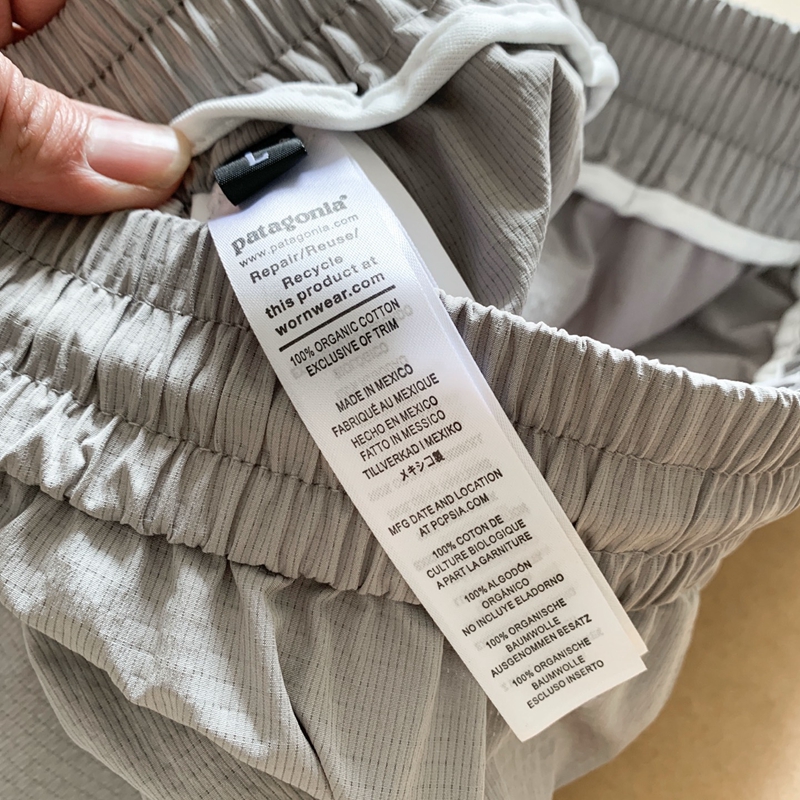 L
patagonia®
www.patagonia.com
Repair/Reuse/
Recycle
this product at
wornwear.com
100% ORGANIC COTTON
EXCLUSIVE OF TRIM
MADE IN MEXICO
FABRIQUÉ AU MEXIQUE
HECHO EN MEXICO
FATTO IN MESSICO
TILLVERKAD I MEXIKO
メキシコ製
MFG DATE AND LOCATION
AT PCPSIA.COM
100% COTON DE
CULTURE BIOLOGIQUE
A PART LA GARNITURE
100% ALGODÓN
ORGÁNICO
NO INCLUYE ELADORNO
100% ORGANISCHE
BAUMWOLLE
AUSGENOMMEN BESATZ
100% ORGANISCHE
BAUMWOLLE
ESCLUSO INSERTO